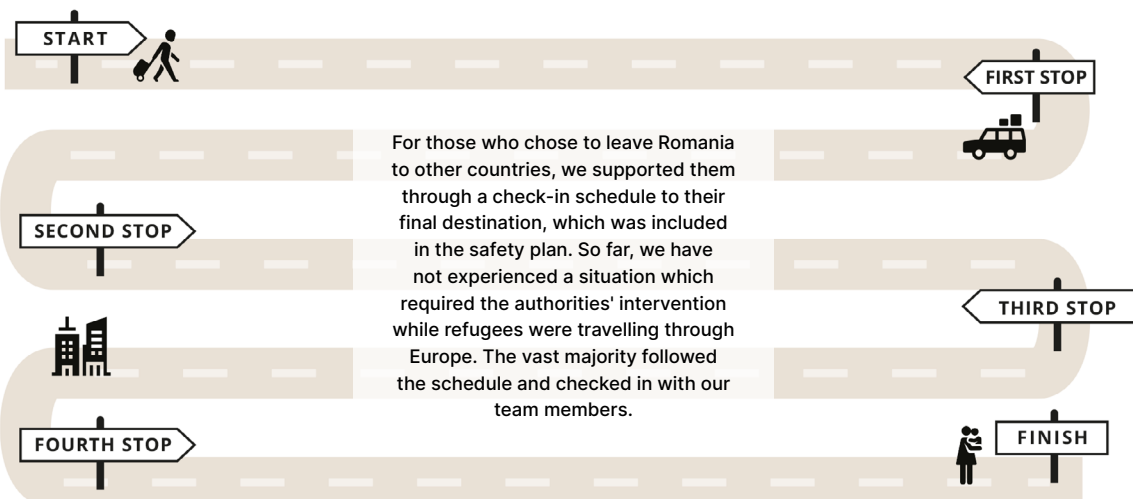 START
FIRST STOP
For those who chose to leave Romania
to other countries, we supported them
through a check-in schedule to their
final destination, which was included
in the safety plan. So far, we have
not experienced a situation which
required the authorities' intervention
while refugees were travelling through
Europe. The vast majority followed
the schedule and checked in with our
team members.
SECOND STOP
THIRD STOP
FOURTH STOP
FINISH